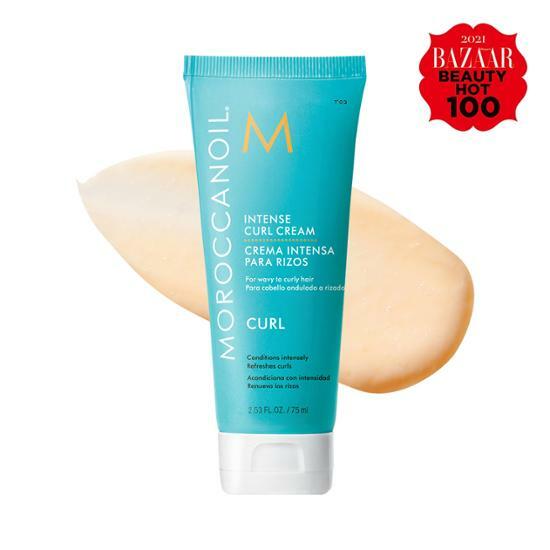 2021
BAZAAR
BEAUTY
HOT
100
MOROCCANOIL®
M
INTENSE
CURL CREAM
CREMA INTENSA
PARA RIZOS
For wavy to curly hair
Para cabello ondulado a rizado
CURL
Conditions intensely
Refreshes curls
Acondiciona con intensidad
Renueva los rizos
2.53 FL.OZ. / 75 ml